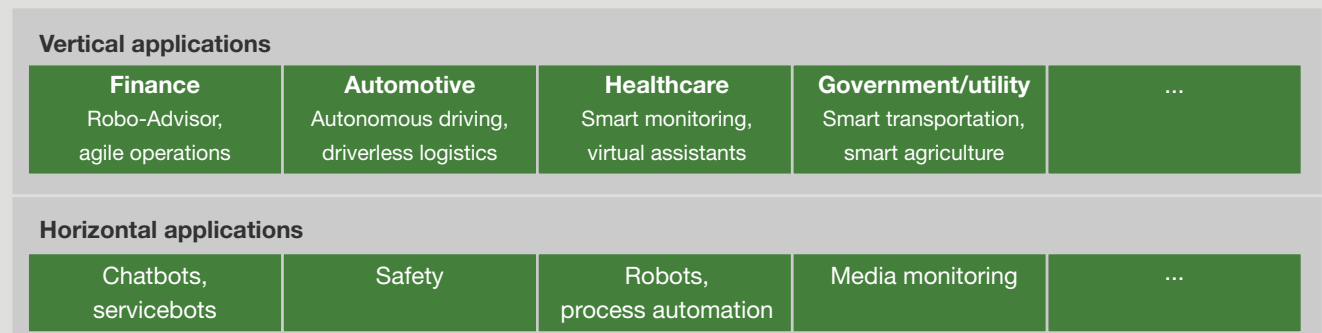 Vertical applications
Finance
Robo-Advisor,
agile operations
Automotive
Autonomous driving,
driverless logistics
Healthcare
Smart monitoring,
virtual assistants
Government/utility
Smart transportation,
smart agriculture
...
Horizontal applications
Chatbots,
servicebots
Safety
Robots,
process automation
Media monitoring
...